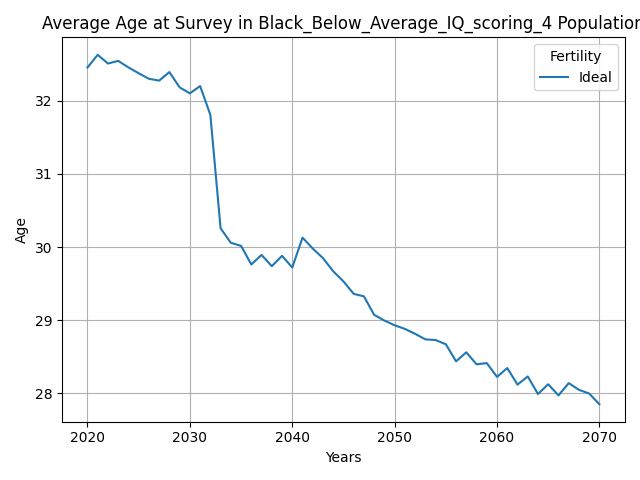 Average Age at Survey in Black_Below_Average_IQ_scoring_4 Population
Fertility
Ideal
32
31
30
29
28
Age
2020 2030 2040 2050 2060 2070
Years